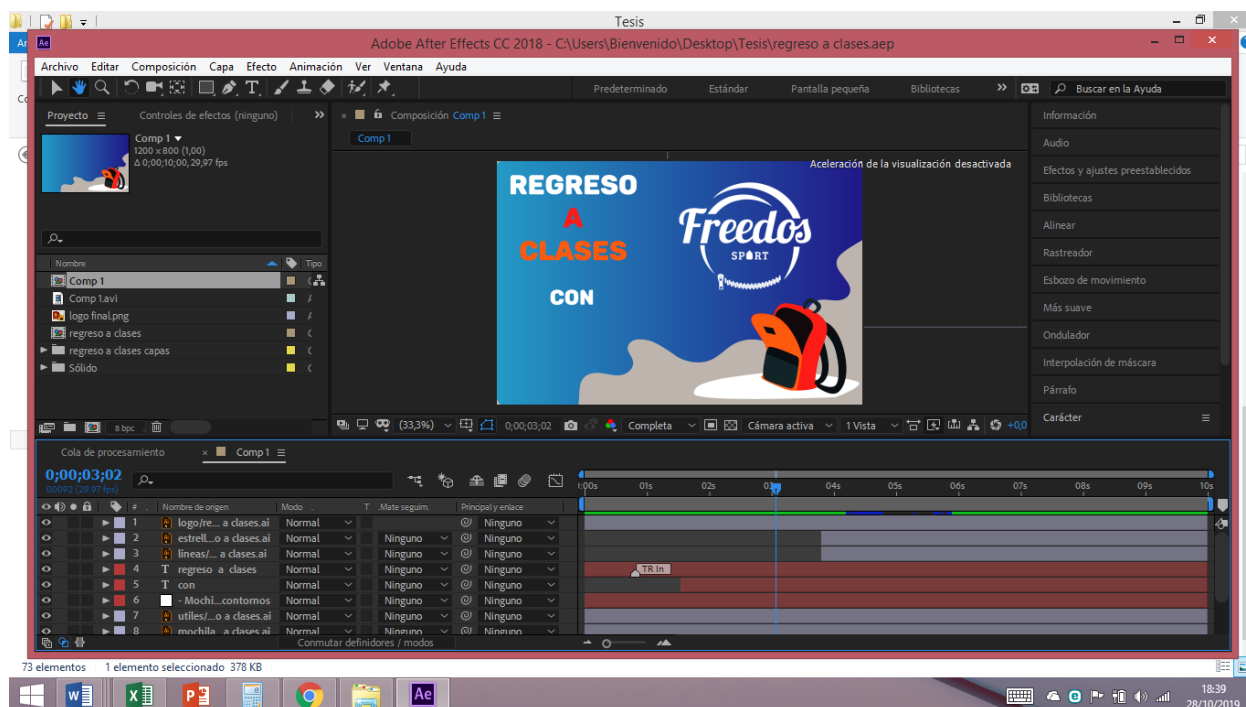 Tesis
Adobe After Effects CC 2018 - C:\Users\Bienvenido\Desktop\Tesis\regreso a clases.aep
Archivo Editar Composición Capa Efecto Animación Ver Ventana Ayuda
Predeterminado Estándar Pantalla pequeña Bibliotecas Buscar en la Ayuda
Proyecto Controles de efectos (ninguno) Composición Comp 1 Información
Comp 1
1200 x 800 (1,00)
Δ 0;00;10;00, 29,97 fps
Comp 1
Audio
Aceleración de la visualización desactivada
Efectos y ajustes preestablecidos
REGRESO
A
CLASES
CON
Freedos
SPORT
Bibliotecas
Alinear
Rastreador
Esbozo de movimiento
Más suave
Ondulador
Interpolación de máscara
Párrafo
Carácter
Nombre Tipo
Comp 1
Comp 1.avi
logo final.png
regreso a clases
regreso a clases capas
Sólido
8 bpc
(33,3%) 0;00;03;02 Completa Cámara activa 1 Vista +0,0
Cola de procesamiento Comp 1
0;00;03;02
00092 (29.97 fps)
:00s 01s 02s 03s 04s 05s 06s 07s 08s 09s 10s
# Nombre de origen Modo T .Mate seguim. Principal y enlace
1 logo/re... a clases.ai Normal Ninguno
2 estrell...o a clases.ai Normal Ninguno Ninguno
3 lineas/... a clases.ai Normal Ninguno Ninguno
4 T regreso a clases Normal Ninguno Ninguno TR In
5 T con Normal Ninguno Ninguno
6 - Mochi...contornos Normal Ninguno Ninguno
7 utiles/...o a clases.ai Normal Ninguno Ninguno
8 mochila a clases.ai Normal Ninguno Ninguno
Conmutar definidores / modos
73 elementos 1 elemento seleccionado 378 KB
18:39
28/10/2019